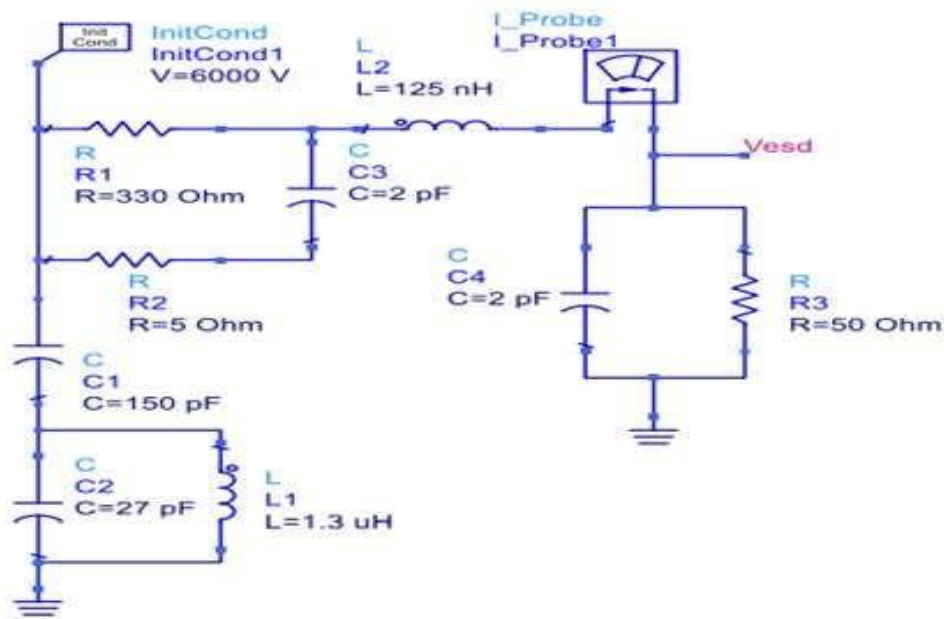 Init
Cond
InitCond
InitCond1
V=6000 V
L
L2
L=125 nH
I_Probe
I_Probe1
R
R1
R=330 Ohm
C
C3
C=2 pF
Vesd
R
R2
R=5 Ohm
C
C4
C=2 pF
R
R3
R=50 Ohm
C
C1
C=150 pF
C
C2
C=27 pF
L
L1
L=1.3 uH